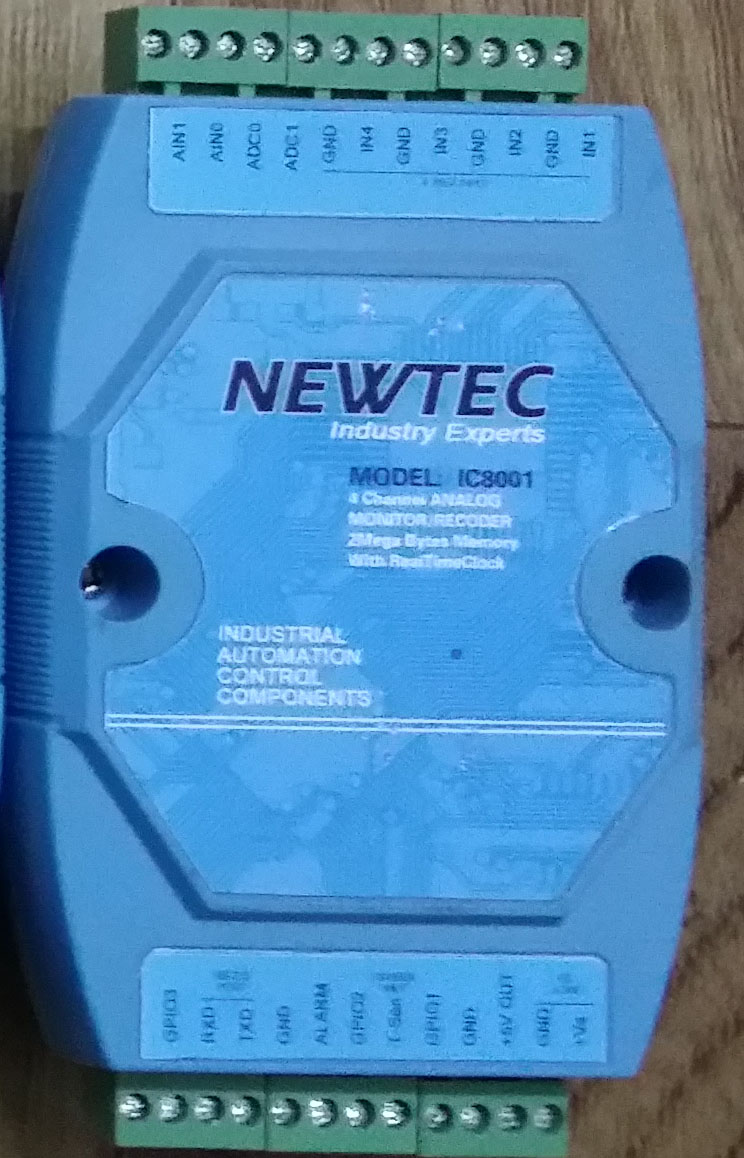 AIN1
AIN0
ADC0
ADC1
GND
IN4
GND
IN3
GND
IN2
GND
IN1
NEWTEC
Industry Experts
MODEL: IC8001
4 Channel ANALOG
MONITOR/RECODER
2Mega Bytes Memory
With RealTimeClock
INDUSTRIAL
AUTOMATION
CONTROL
COMPONENTS
GPIO3
RXD1
TXD
GND
ALARM
GPIO2
GPIO1
GND
+5V OUT
GND
+Vs